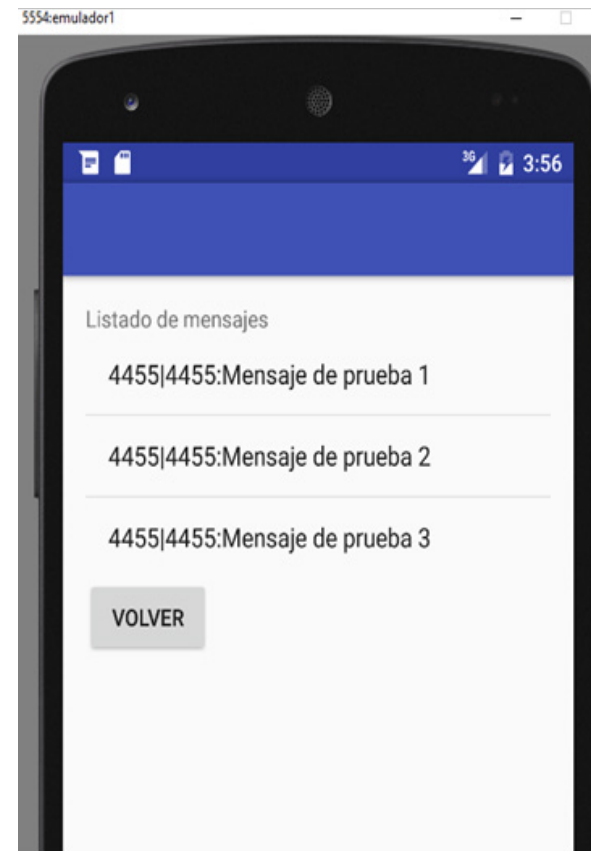 5554:emulador1
3G 3:56
Listado de mensajes
4455|4455:Mensaje de prueba 1
4455|4455:Mensaje de prueba 2
4455|4455:Mensaje de prueba 3
VOLVER